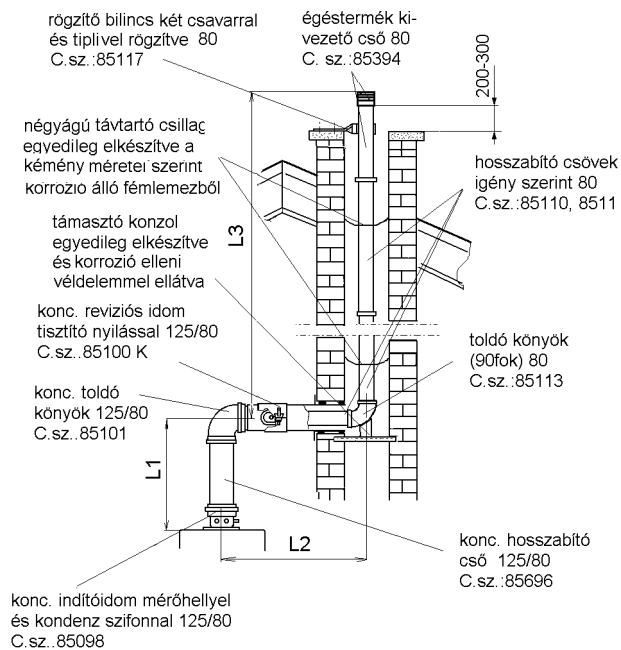 rögzítő bilincs két csavarral
és tiplivel rögzítve 80
C.sz.:85117
égéstermék ki-
vezető cső 80
C. sz.:85394
200-300
négyágú távtartó csillag
egyedileg elkészítve a
kémény méretei szerint
korrozió álló fémlemezből
hosszabító csövek
igény szerint 80
C.sz.:85110, 8511
L3
támasztó konzol
egyedileg elkészítve
és korrozió elleni
védelemmel ellátva
konc. reviziós idom
tisztító nyilással 125/80
C.sz..85100 K
toldó könyök
(90fok) 80
C.sz.:85113
konc. toldó
könyök 125/80
C.sz..85101
L1
L2
konc. hosszabító
cső 125/80
C.sz.:85696
konc. indítóidom mérőhellyel
és kondenz szifonnal 125/80
C.sz..85098